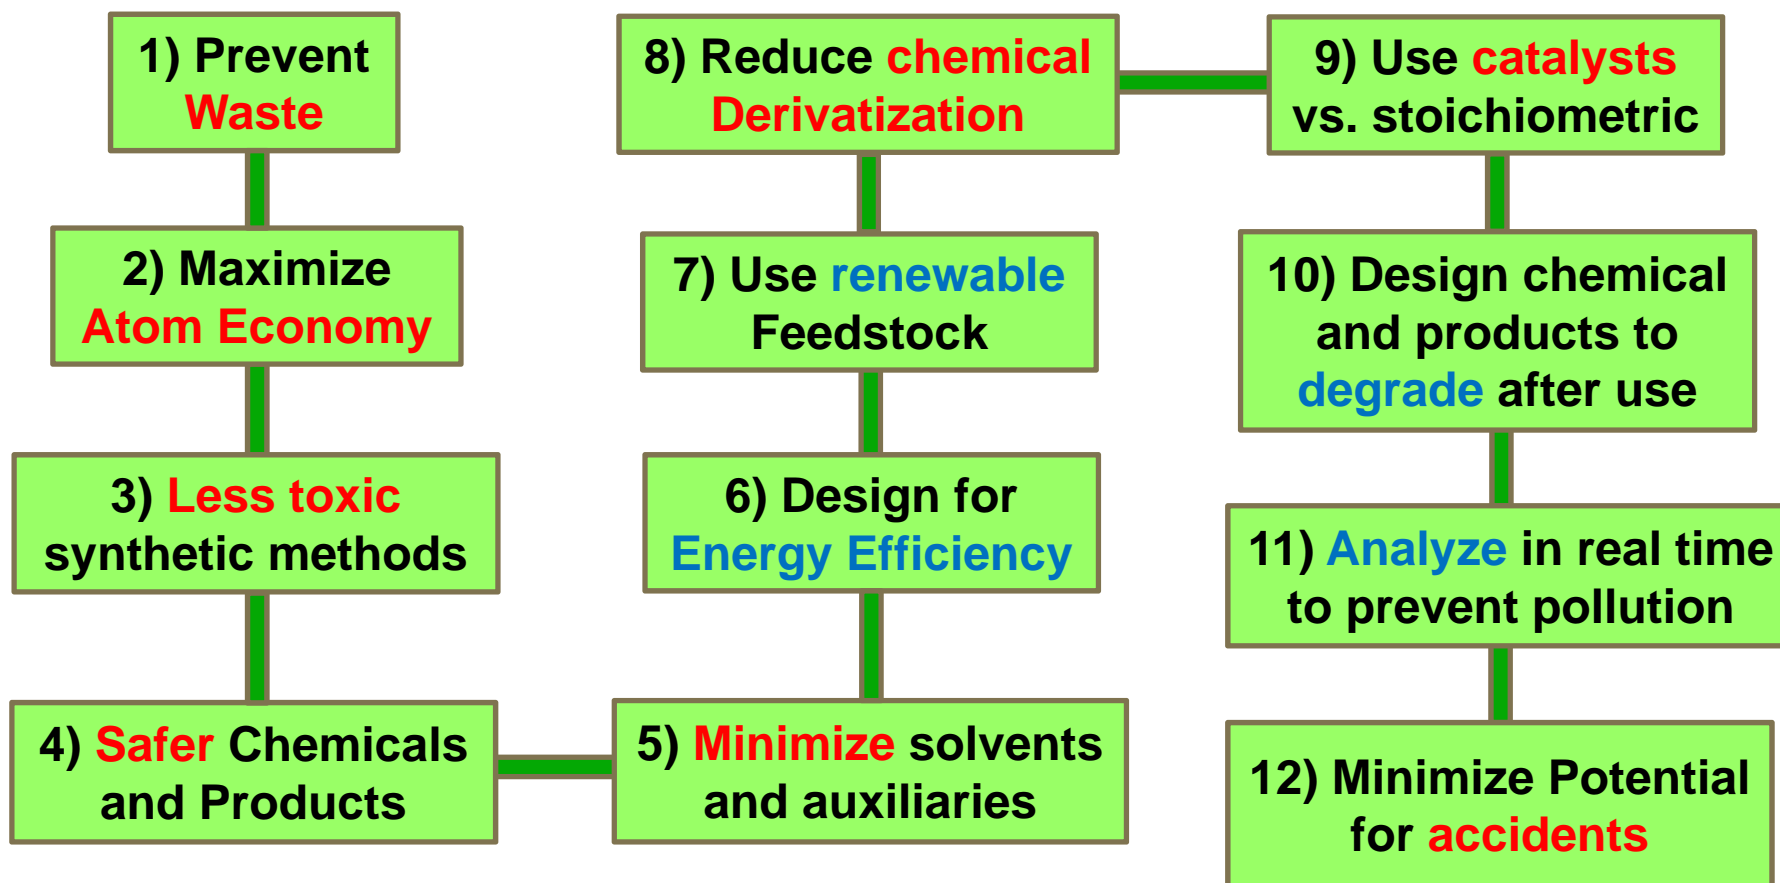 1) Prevent
Waste
2) Maximize
Atom Economy
3) Less toxic
synthetic methods
4) Safer Chemicals
and Products
5) Minimize solvents
and auxiliaries
6) Design for
Energy Efficiency
7) Use renewable
Feedstock
8) Reduce chemical
Derivatization
9) Use catalysts
vs. stoichiometric
10) Design chemical
and products to
degrade after use
11) Analyze in real time
to prevent pollution
12) Minimize Potential
for accidents